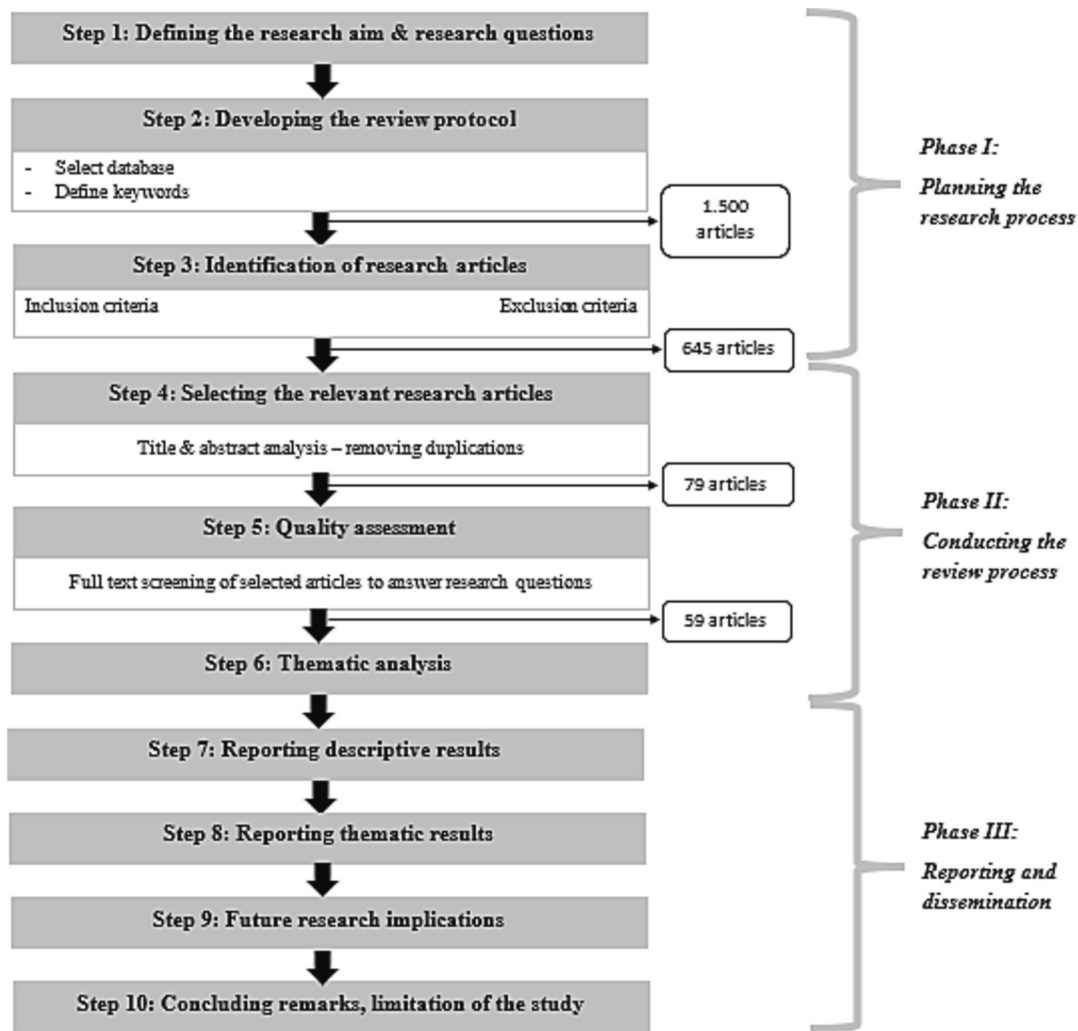 Step 1: Defining the research aim & research questions
Step 2: Developing the review protocol
- Select database
- Define keywords
1.500
articles
Step 3: Identification of research articles
Inclusion criteria
Exclusion criteria
645 articles
Phase I:
Planning the
research process
Step 4: Selecting the relevant research articles
Title & abstract analysis – removing duplications
79 articles
Step 5: Quality assessment
Full text screening of selected articles to answer research questions
59 articles
Step 6: Thematic analysis
Phase II:
Conducting the
review process
Step 7: Reporting descriptive results
Step 8: Reporting thematic results
Step 9: Future research implications
Step 10: Concluding remarks, limitation of the study
Phase III:
Reporting and
dissemination